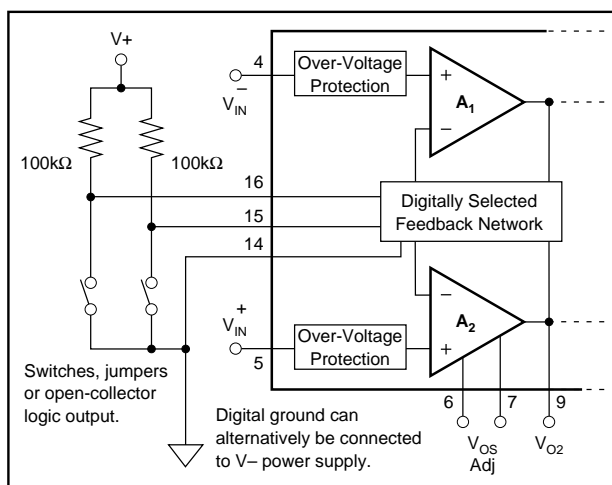 V+
4
Over-Voltage
Protection
+
A1
–
V–IN
100kΩ
100kΩ
16
15
14
Digitally Selected
Feedback Network
–
A2
+
V+IN
5
Over-Voltage
Protection
Switches, jumpers
or open-collector
logic output.
Digital ground can
alternatively be connected
to V– power supply.
6
7
9
VOS
Adj
VO2